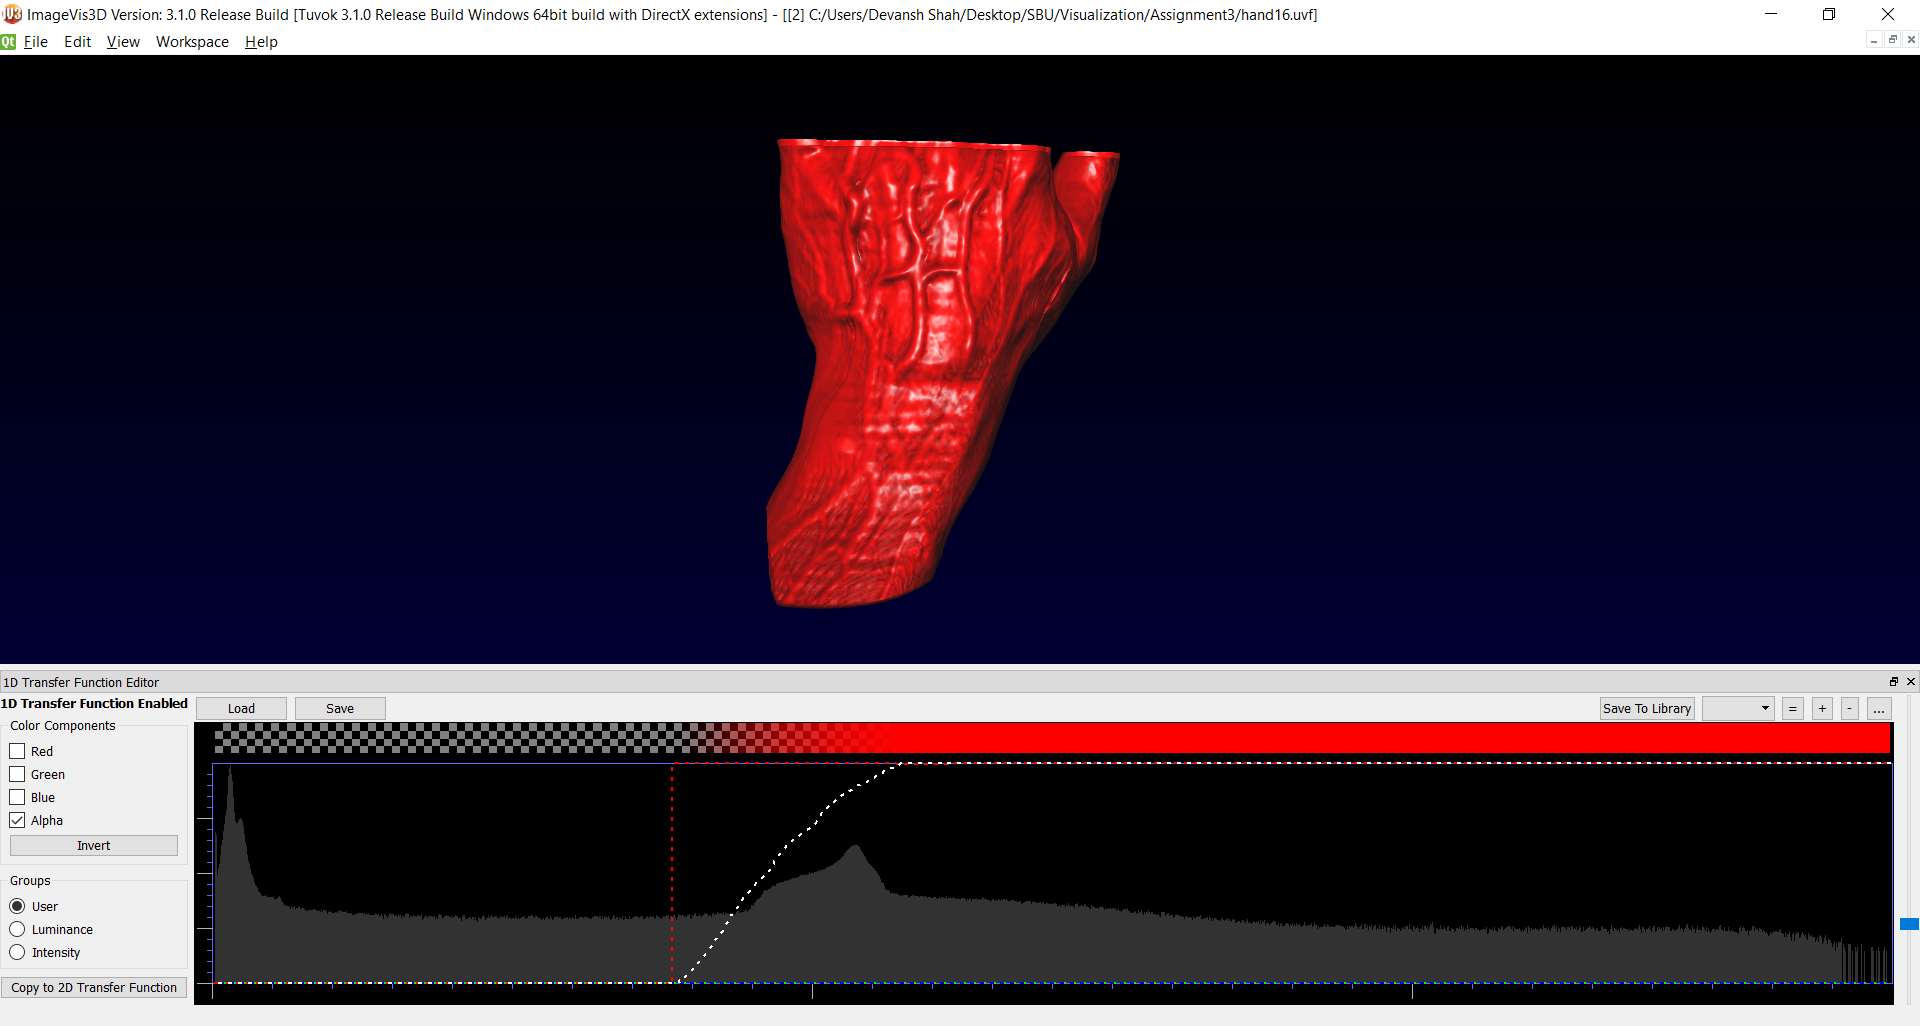 ImageVis3D Version: 3.1.0 Release Build [Tuvok 3.1.0 Release Build Windows 64bit build with DirectX extensions] - [[2] C:/Users/Devansh Shah/Desktop/SBU/Visualization/Assignment3/hand16.uvf]
Qt File Edit View Workspace Help
1D Transfer Function Editor
1D Transfer Function Enabled
Load Save Save To Library = + - ...
Color Components
Red
Green
Blue
Alpha
Invert
Groups
User
Luminance
Intensity
Copy to 2D Transfer Function